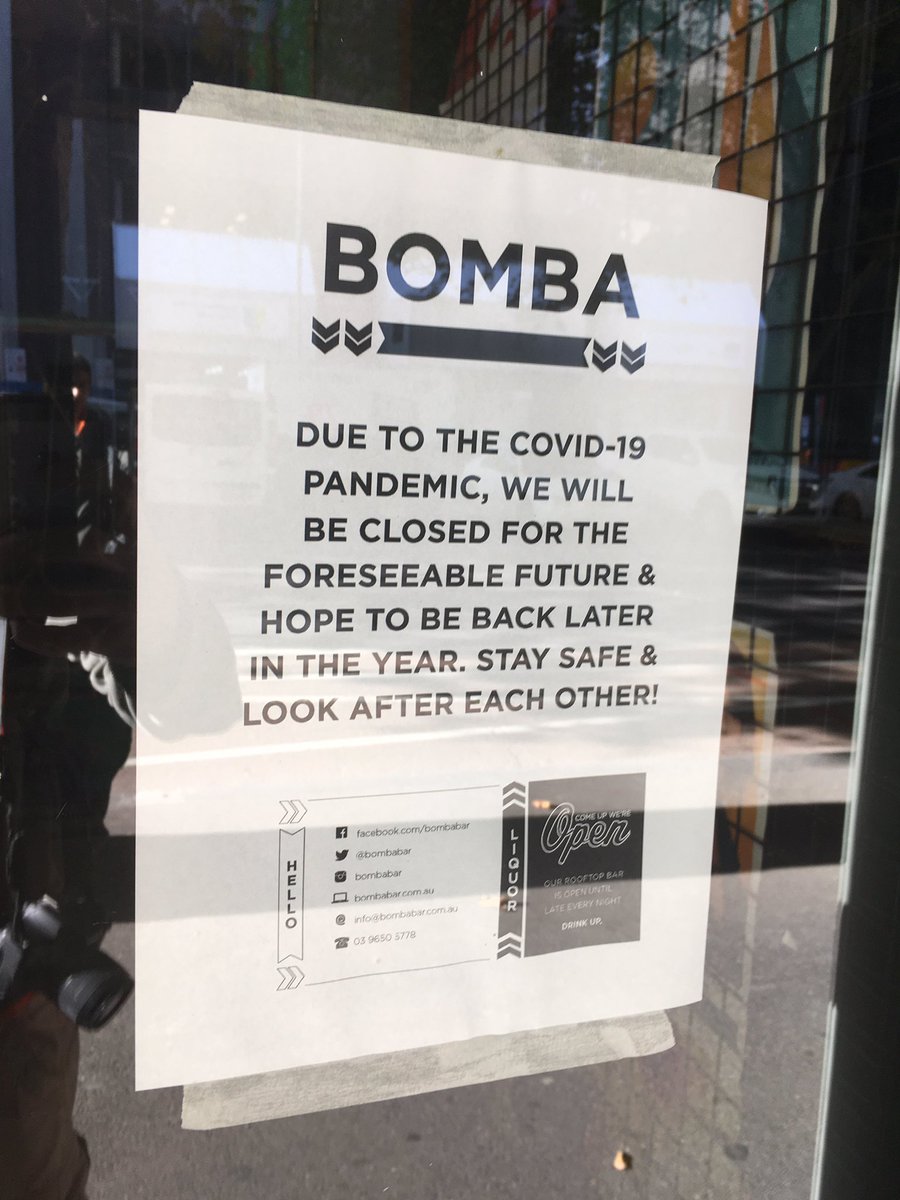 BOMBA
DUE TO THE COVID-19
PANDEMIC, WE WILL
BE CLOSED FOR THE
FORESEEABLE FUTURE &
HOPE TO BE BACK LATER
IN THE YEAR. STAY SAFE &
LOOK AFTER EACH OTHER!
HELLO
facebook.com/bombabar
@bombabar
bombabar
bombabar.com.au
info@bombabar.com.au
03 9650 5778
LIQUOR
COME UP WE'RE
Open
OUR ROOFTOP BAR
IS OPEN UNTIL
LATE EVERY NIGHT
DRINK UP.